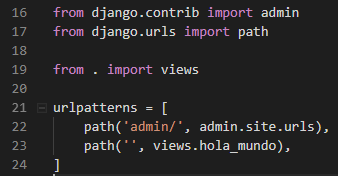 16 from django.contrib import admin
17 from django.urls import path
18
19 from . import views
20
21 urlpatterns = [
22     path('admin/', admin.site.urls),
23     path('', views.hola_mundo),
24 ]